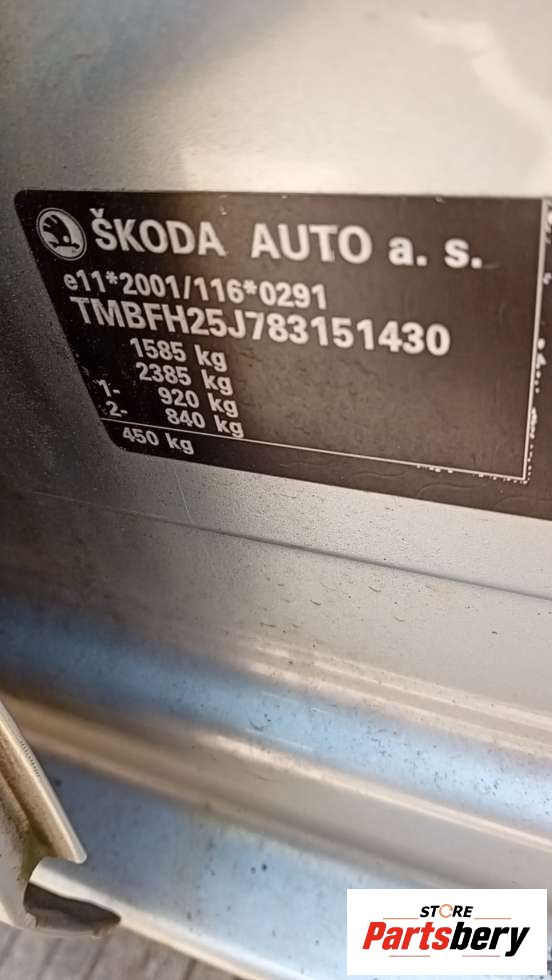 ŠKODA AUTO a. s.
e11*2001/116*0291
TMBFH25J783151430
1585 kg
2385 kg
1- 920 kg
2- 840 kg
450 kg
STORE
Partsbery